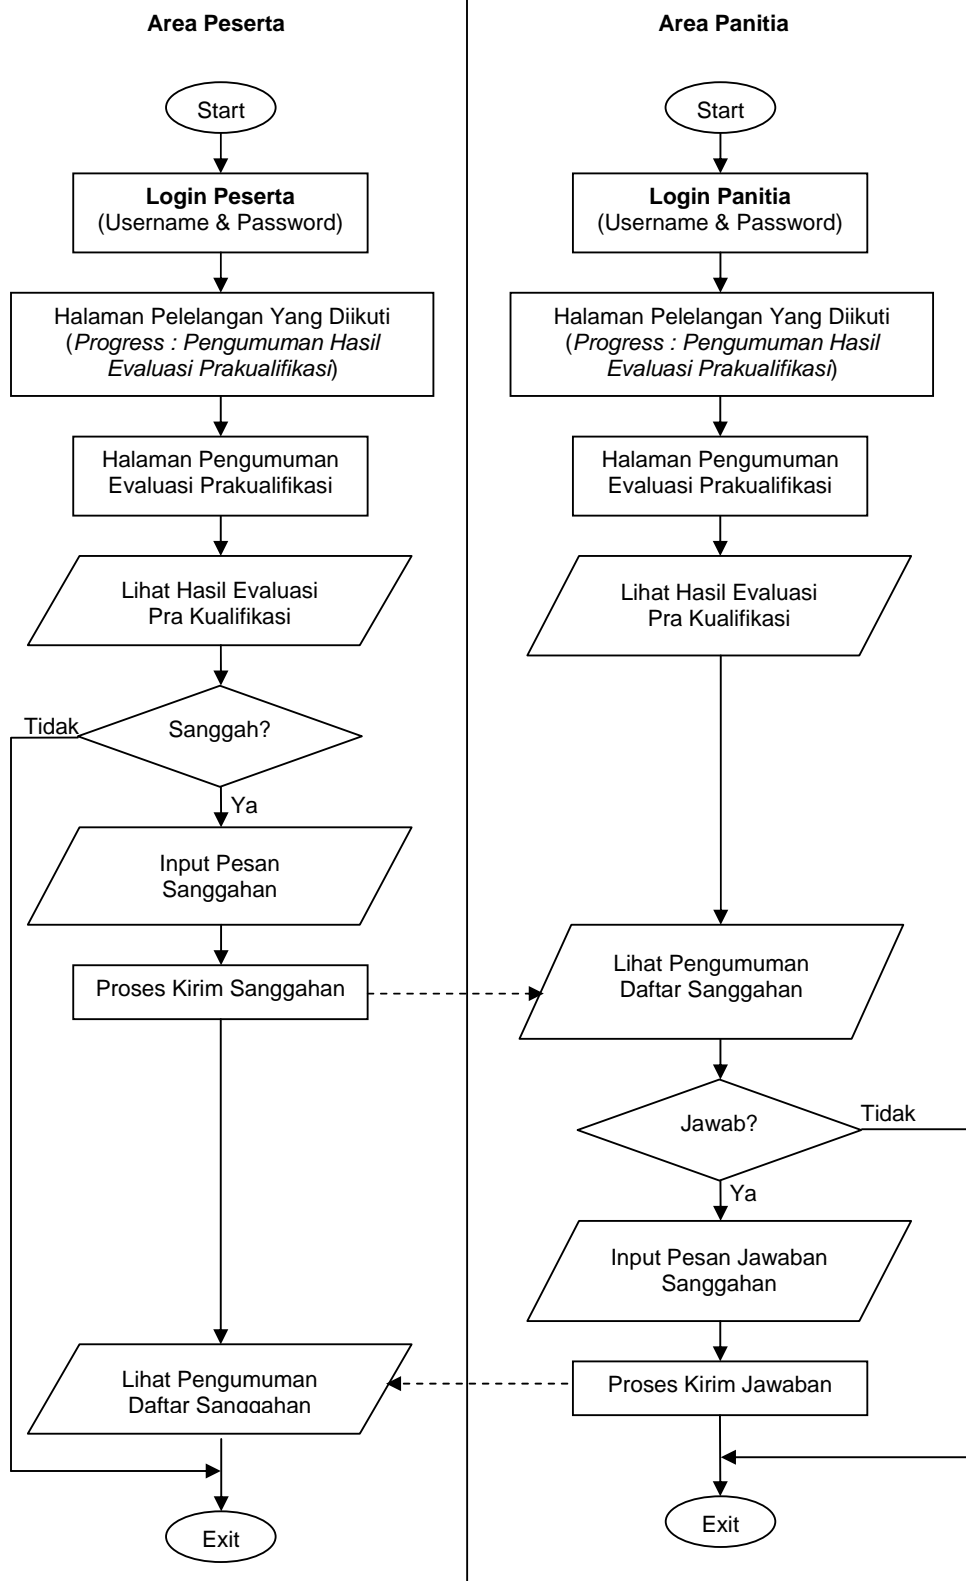 Area Peserta
Start
Login Peserta
(Username & Password)
Halaman Pelelangan Yang Diikuti
(Progress : Pengumuman Hasil
Evaluasi Prakualifikasi)
Halaman Pengumuman
Evaluasi Prakualifikasi
Lihat Hasil Evaluasi
Pra Kualifikasi
Sanggah?
Tidak
Ya
Input Pesan
Sanggahan
Proses Kirim Sanggahan
Lihat Pengumuman
Daftar Sanggahan
Exit
Area Panitia
Start
Login Panitia
(Username & Password)
Halaman Pelelangan Yang Diikuti
(Progress : Pengumuman Hasil
Evaluasi Prakualifikasi)
Halaman Pengumuman
Evaluasi Prakualifikasi
Lihat Hasil Evaluasi
Pra Kualifikasi
Lihat Pengumuman
Daftar Sanggahan
Jawab?
Tidak
Ya
Input Pesan Jawaban
Sanggahan
Proses Kirim Jawaban
Exit